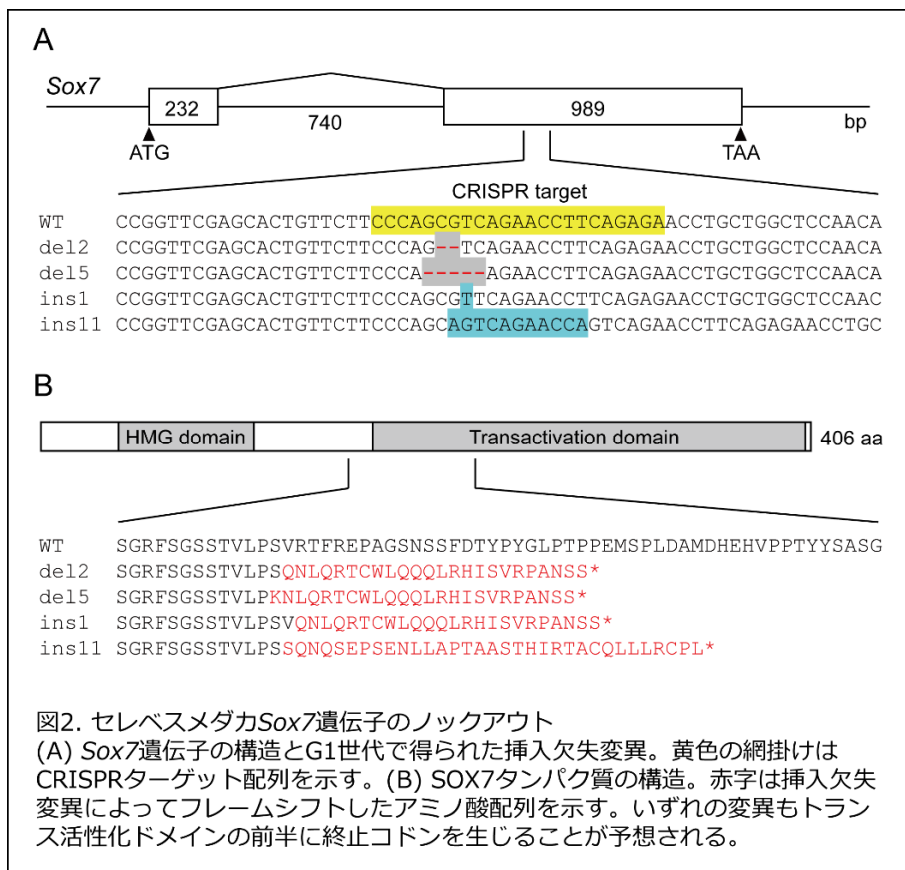 A
Sox7
232
740
989
bp
ATG
TAA
CRISPR target
WT CCGGTTCGAGCACTGTTCTTCCCAGCGTCAGAACCTTCAGAGAACCTGCTGGCTCCAACA
del2 CCGGTTCGAGCACTGTTCTTCCCAG--TCAGAACCTTCAGAGAACCTGCTGGCTCCAACA
del5 CCGGTTCGAGCACTGTTCTTCCCA-----AGAACCTTCAGAGAACCTGCTGGCTCCAACA
ins1 CCGGTTCGAGCACTGTTCTTCCCAGCGTTCAGAACCTTCAGAGAACCTGCTGGCTCCAAC
ins11 CCGGTTCGAGCACTGTTCTTCCCAGCAGTCAGAACCAGTCAGAACCTTCAGAGAACCTGC
B
HMG domain
Transactivation domain
406 aa
WT SGRFSGSSTVLPSVRTFREPAGSNSSFDTYPYGLPTPPEMSPLDAMDHEHVPPTYYSASG
del2 SGRFSGSSTVLPSQNLQRTCWLQQQLRHISVRPANSS*
del5 SGRFSGSSTVLPKNLQRTCWLQQQLRHISVRPANSS*
ins1 SGRFSGSSTVLPSVQNLQRTCWLQQQLRHISVRPANSS*
ins11 SGRFSGSSTVLPSSQNQSEPSENLLAPTAASTHIRTACQLLLRCPL*
図2. セレベスメダカSox7遺伝子のノックアウト
(A) Sox7遺伝子の構造とG1世代で得られた挿入欠失変異。黄色の網掛けは
CRISPRターゲット配列を示す。(B) SOX7タンパク質の構造。赤字は挿入欠失
変異によってフレームシフトしたアミノ酸配列を示す。いずれの変異もトランス
活性化ドメインの前半に終止コドンを生じることが予想される。